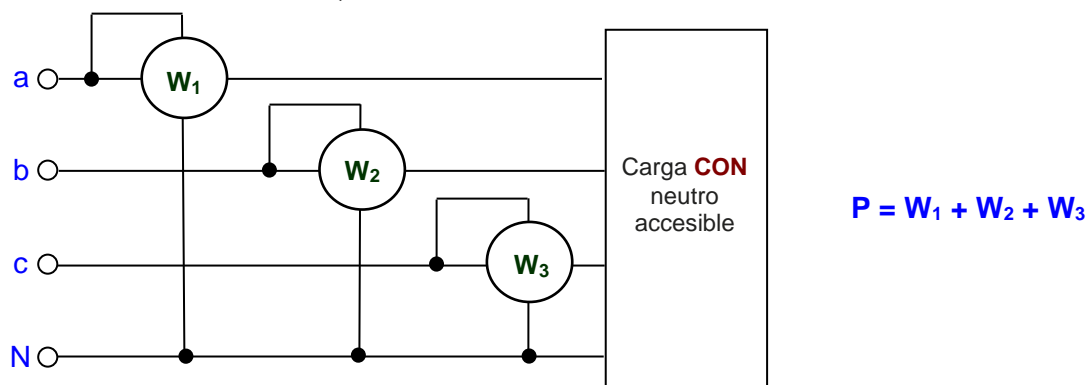 a
W₁
b
W₂
Carga CON
neutro
accesible
P = W₁ + W₂ + W₃
c
W₃
N